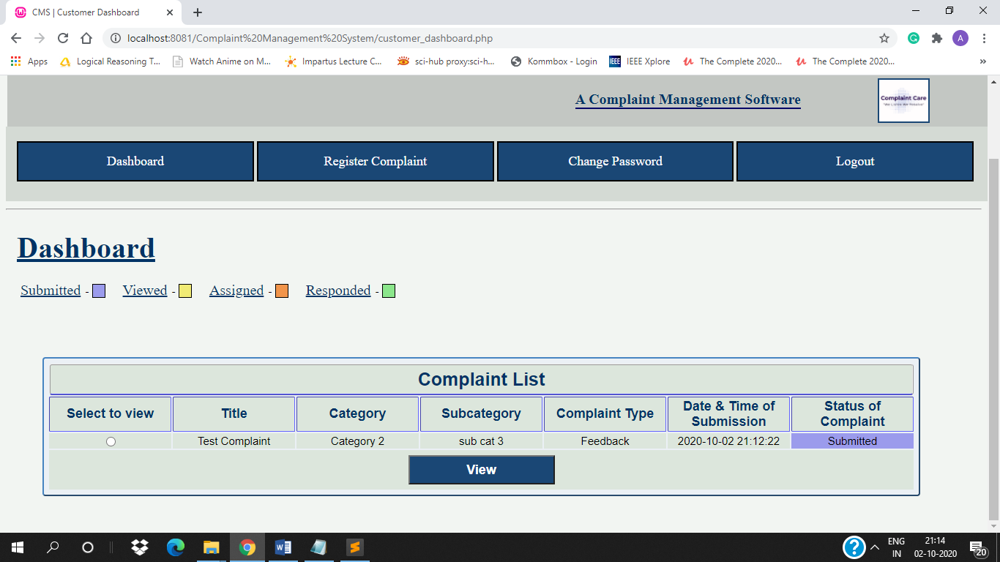 CMS | Customer Dashboard
localhost:8081/Complaint%20Management%20System/customer_dashboard.php
A
Apps
Logical Reasoning T...
Watch Anime on M...
Impartus Lecture C...
sci-hub proxy:sci-h...
Kommbox - Login
IEEE
IEEE Xplore
The Complete 2020...
The Complete 2020...
A Complaint Management Software
Complaint Care
Dashboard
Register Complaint
Change Password
Logout
Dashboard
Submitted -
Viewed -
Assigned -
Responded -
Complaint List
Select to view
Title
Category
Subcategory
Complaint Type
Date & Time of
Submission
Status of
Complaint
Test Complaint
Category 2
sub cat 3
Feedback
2020-10-02 21:12:22
Submitted
View
ENG
IN
21:14
02-10-2020
20